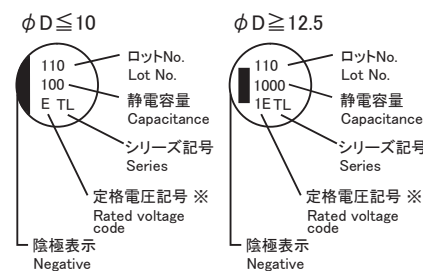 φD≦10
110
100
E TL
ロットNo.
Lot No.
静電容量
Capacitance
シリーズ記号
Series
定格電圧記号 ※
Rated voltage
code
陰極表示
Negative
φD≧12.5
110
1000
1E TL
ロットNo.
Lot No.
静電容量
Capacitance
シリーズ記号
Series
定格電圧記号 ※
Rated voltage
code
陰極表示
Negative